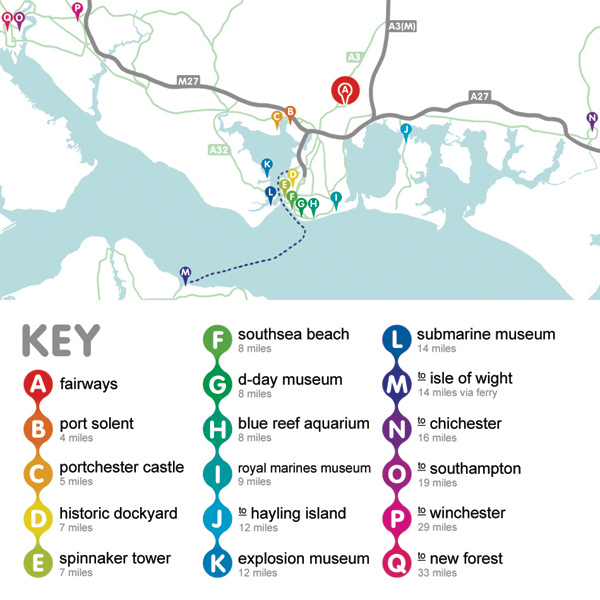 Q O P
A3(M)
A3
M27
A
A27
B
C
N
J
A32
K
D
E
L
F
G H I
M
KEY
A fairways
B port solent
4 miles
C portchester castle
5 miles
D historic dockyard
7 miles
E spinnaker tower
7 miles
F southsea beach
8 miles
G d-day museum
8 miles
H blue reef aquarium
8 miles
I royal marines museum
9 miles
J to hayling island
12 miles
K explosion museum
12 miles
L submarine museum
14 miles
M to isle of wight
14 miles via ferry
N to chichester
16 miles
O to southampton
19 miles
P to winchester
29 miles
Q to new forest
33 miles